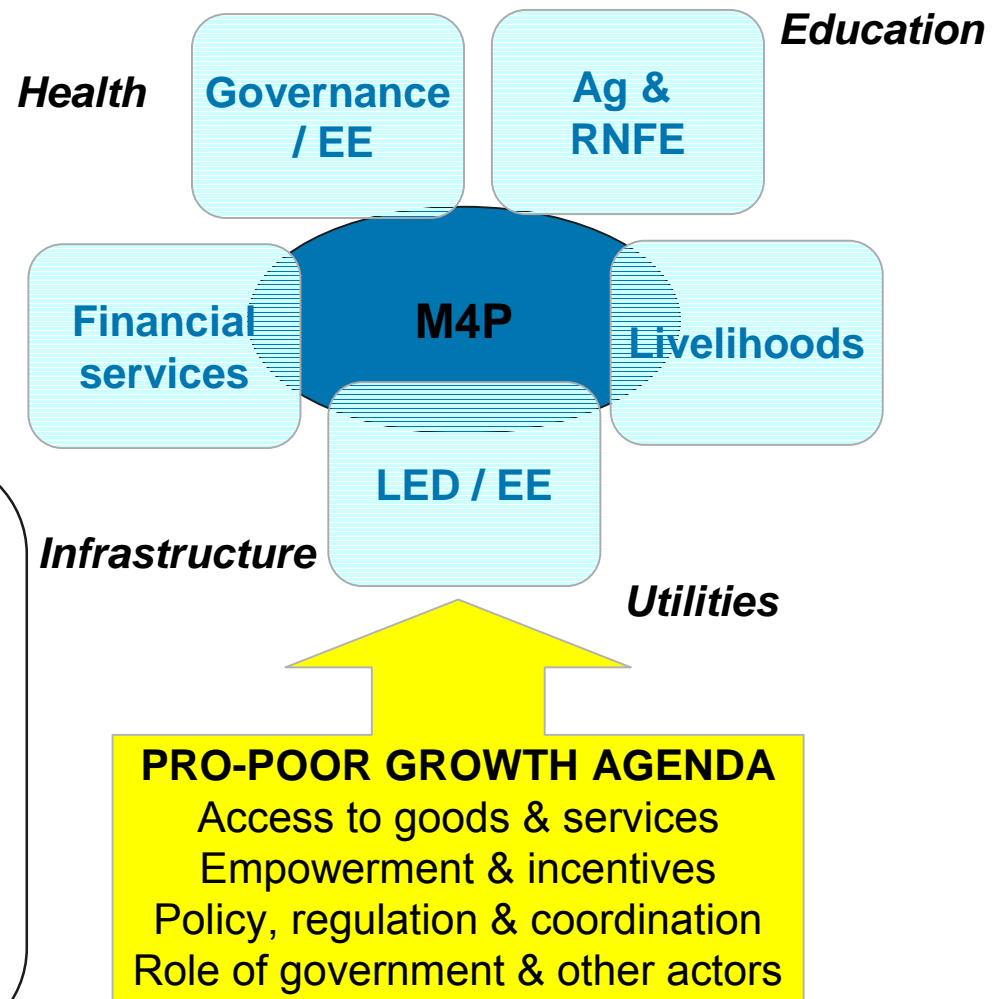 Education
Health
Governance
/ EE
Ag &
RNFE
Financial
services
M4P
Livelihoods
LED / EE
Infrastructure
Utilities
PRO-POOR GROWTH AGENDA
Access to goods & services
Empowerment & incentives
Policy, regulation & coordination
Role of government & other actors